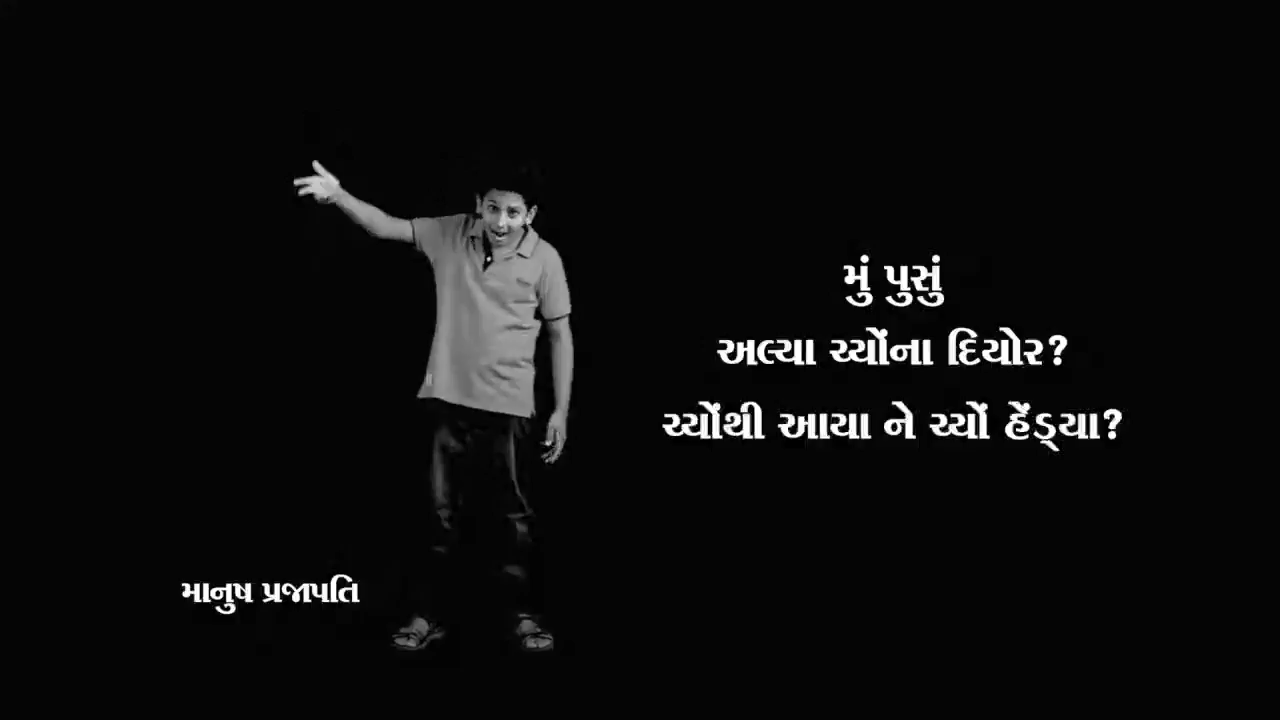 મું પુસું
અલ્યા ચ્યોંના દિયોર?
ચ્યોંથી આયા ને ચ્યોં હેંડ્યા?
માનુષ પ્રજાપતિ